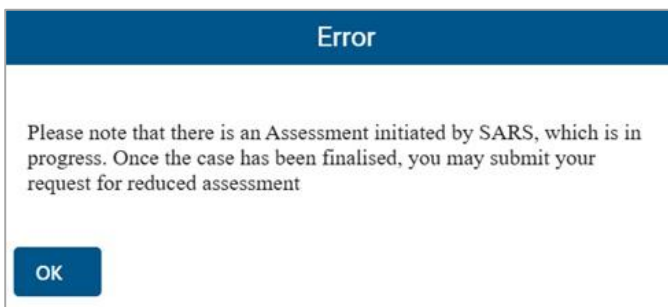 Error
Please note that there is an Assessment initiated by SARS, which is in
progress. Once the case has been finalised, you may submit your
request for reduced assessment
OK